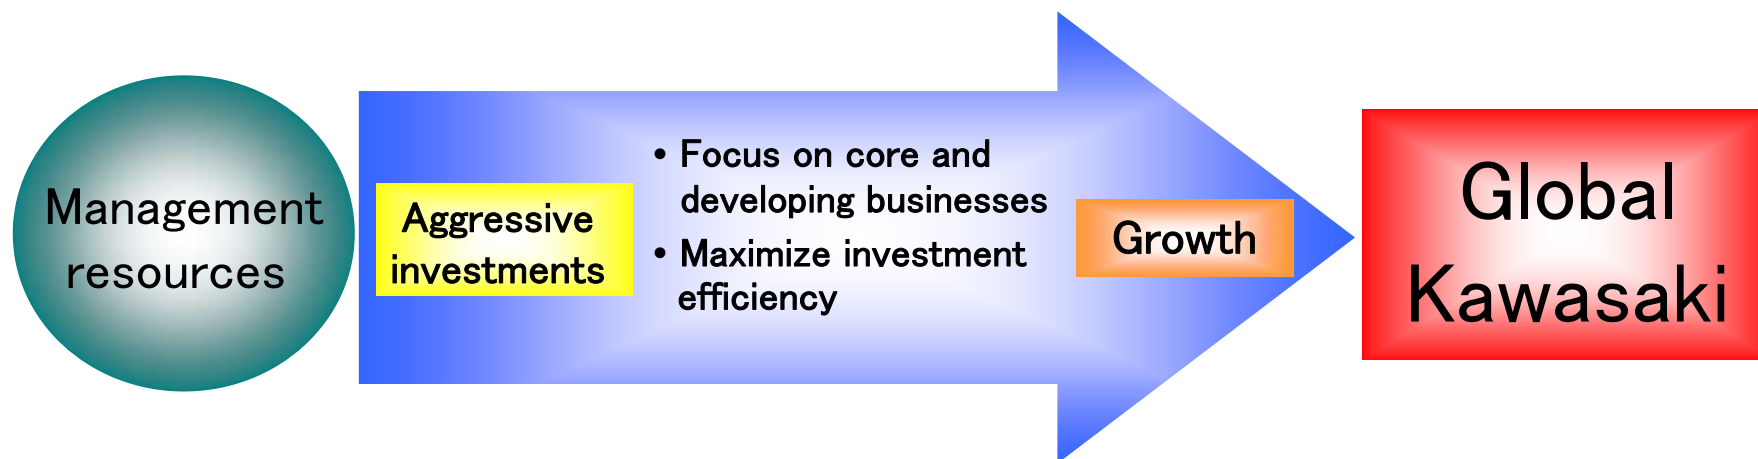 Management
resources
Aggressive
investments
• Focus on core and
developing businesses
• Maximize investment
efficiency
Growth
Global
Kawasaki